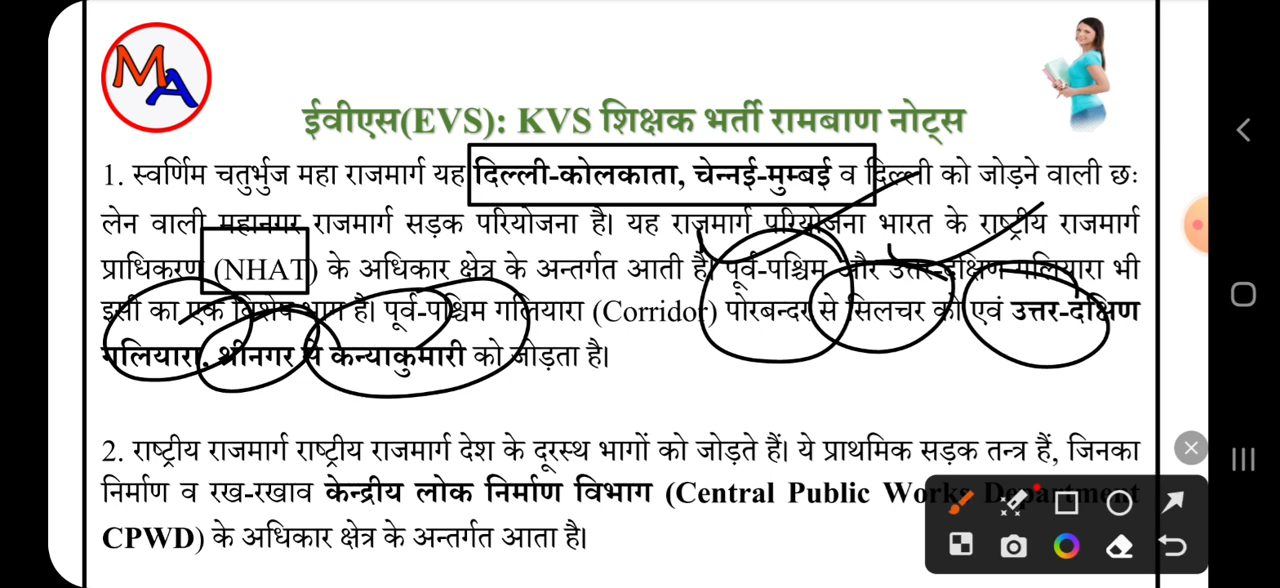 MA
ईवीएस(EVS): KVS शिक्षक भर्ती रामबाण नोट्स
1. स्वर्णिम चतुर्भुज महा राजमार्ग यह दिल्ली-कोलकाता, चेन्नई-मुम्बई व दिल्ली को जोड़ने वाली छः
लेन वाली महानगर राजमार्ग सड़क परियोजना है। यह राजमार्ग परियोजना भारत के राष्ट्रीय राजमार्ग
प्राधिकरण (NHAT) के अधिकार क्षेत्र के अन्तर्गत आती है। पूर्व-पश्चिम और उत्तर-दक्षिण गलियारा भी
इसी का एक विशेष भाग है। पूर्व-पश्चिम गलियारा (Corridor) पोरबन्दर से सिलचर को एवं उत्तर-दक्षिण
गलियारा, श्रीनगर से कन्याकुमारी को जोड़ता है।
2. राष्ट्रीय राजमार्ग राष्ट्रीय राजमार्ग देश के दूरस्थ भागों को जोड़ते हैं। ये प्राथमिक सड़क तन्त्र हैं, जिनका
निर्माण व रख-रखाव केन्द्रीय लोक निर्माण विभाग (Central Public Works Department
CPWD) के अधिकार क्षेत्र के अन्तर्गत आता है।